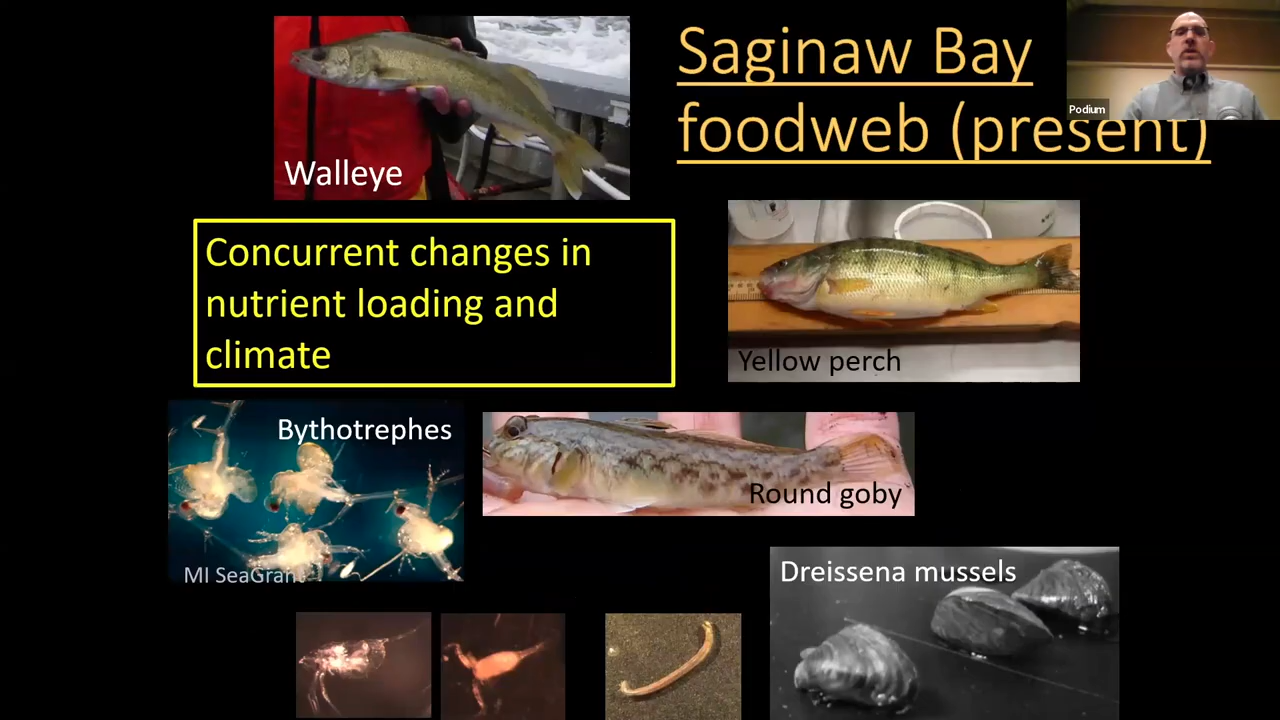 Saginaw Bay
foodweb (present)
Podium
Walleye
Concurrent changes in
nutrient loading and
climate
Yellow perch
Bythotrephes
MI SeaGrant
Round goby
Dreissena mussels